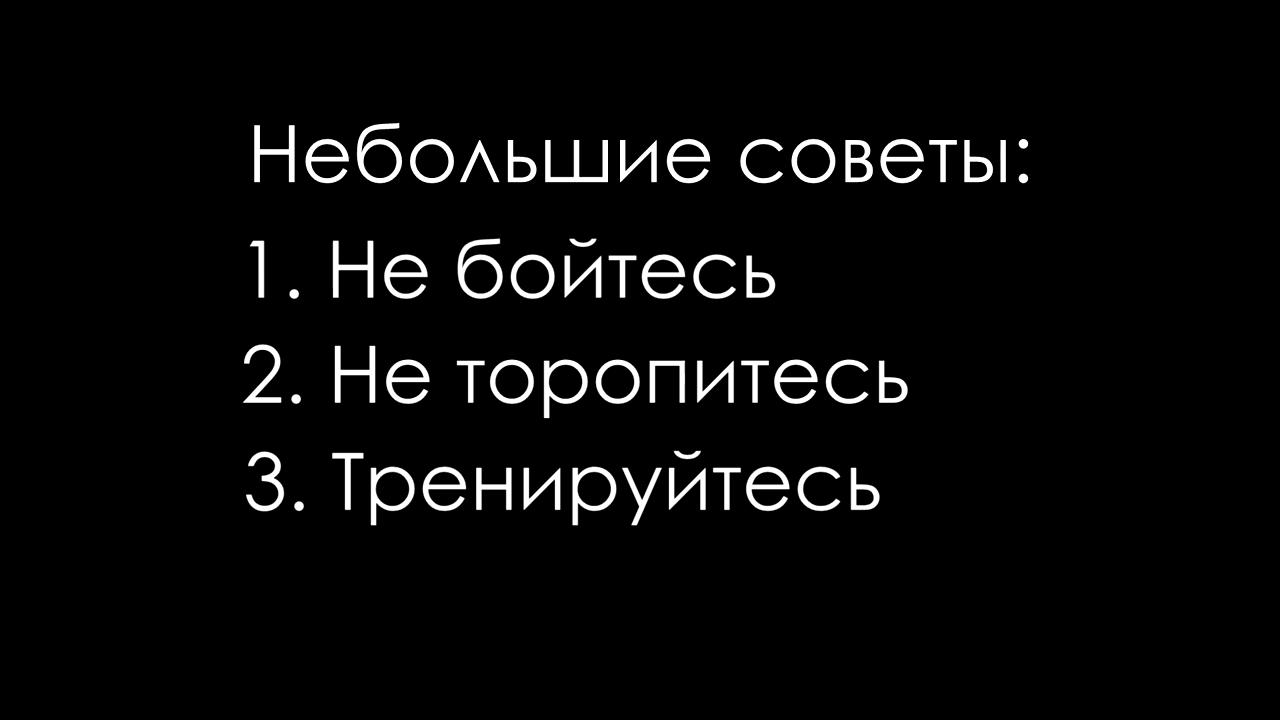 Небольшие советы:
1. Не бойтесь
2. Не торопитесь
3. Тренируйтесь